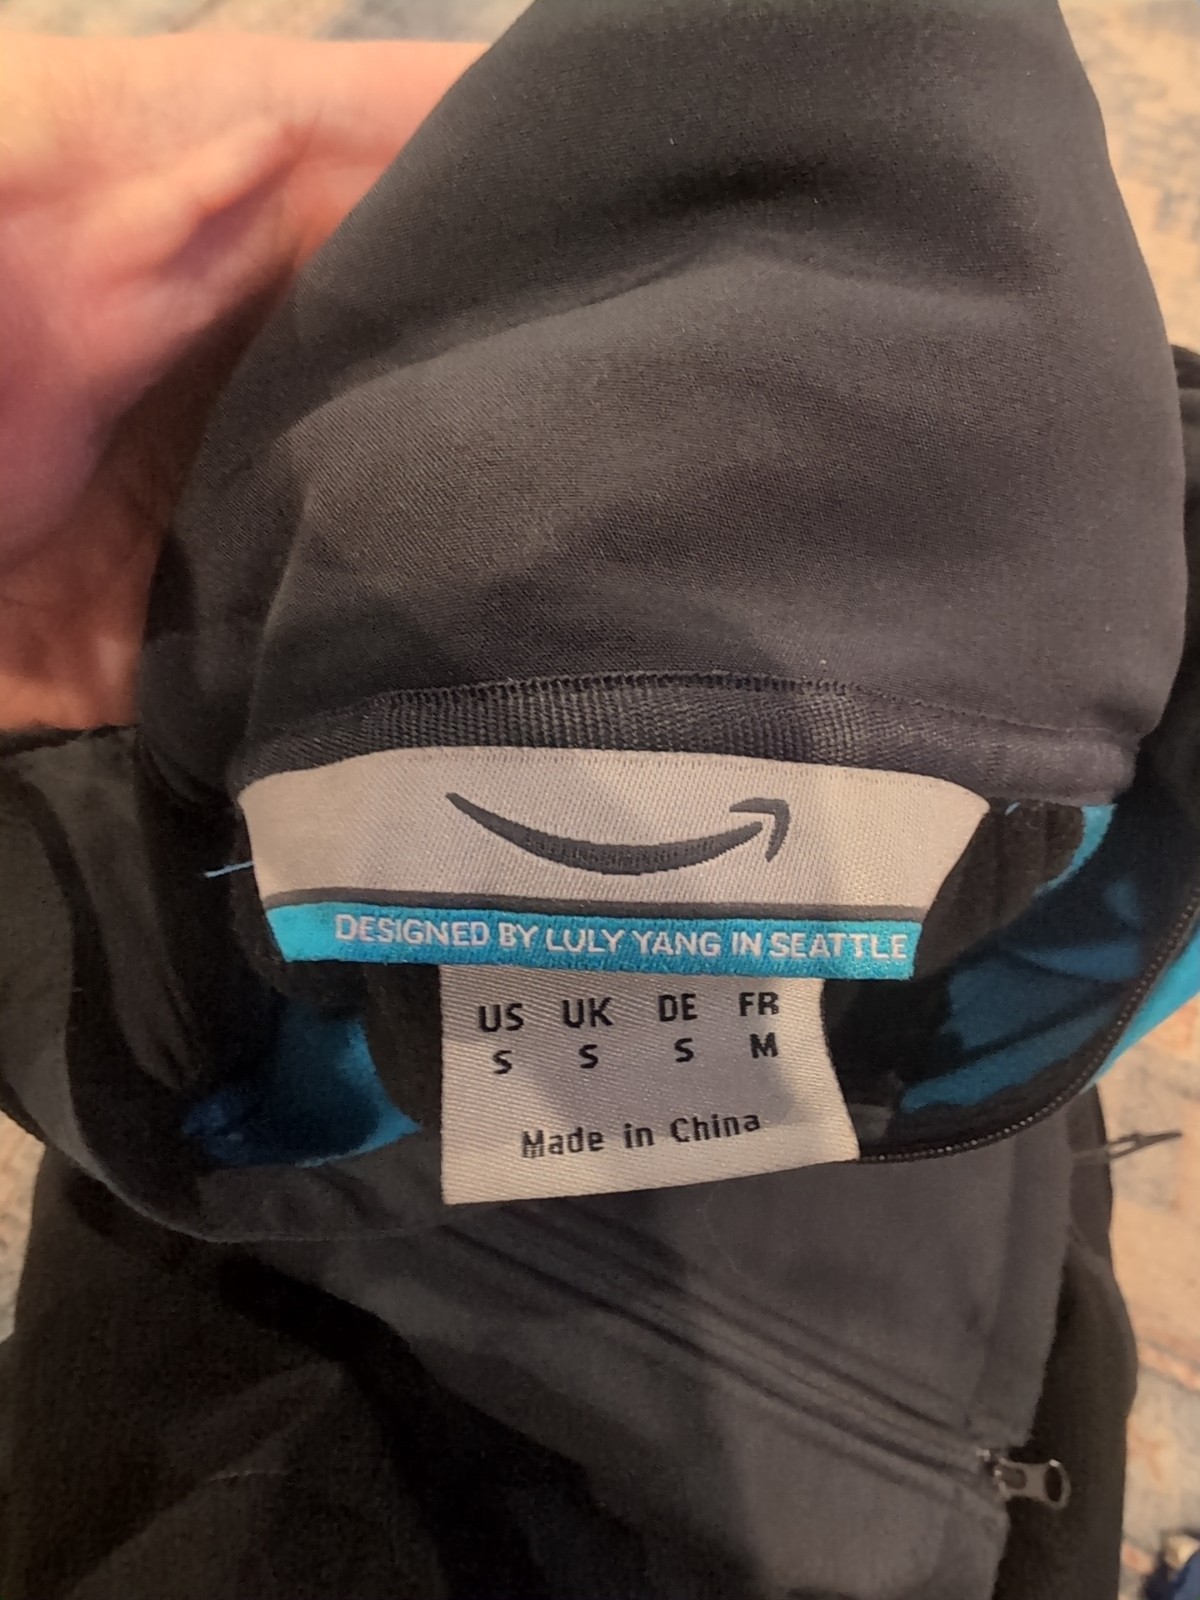 DESIGNED BY LULY YANG IN SEATTLE
US UK DE FR
S S S M
Made in China